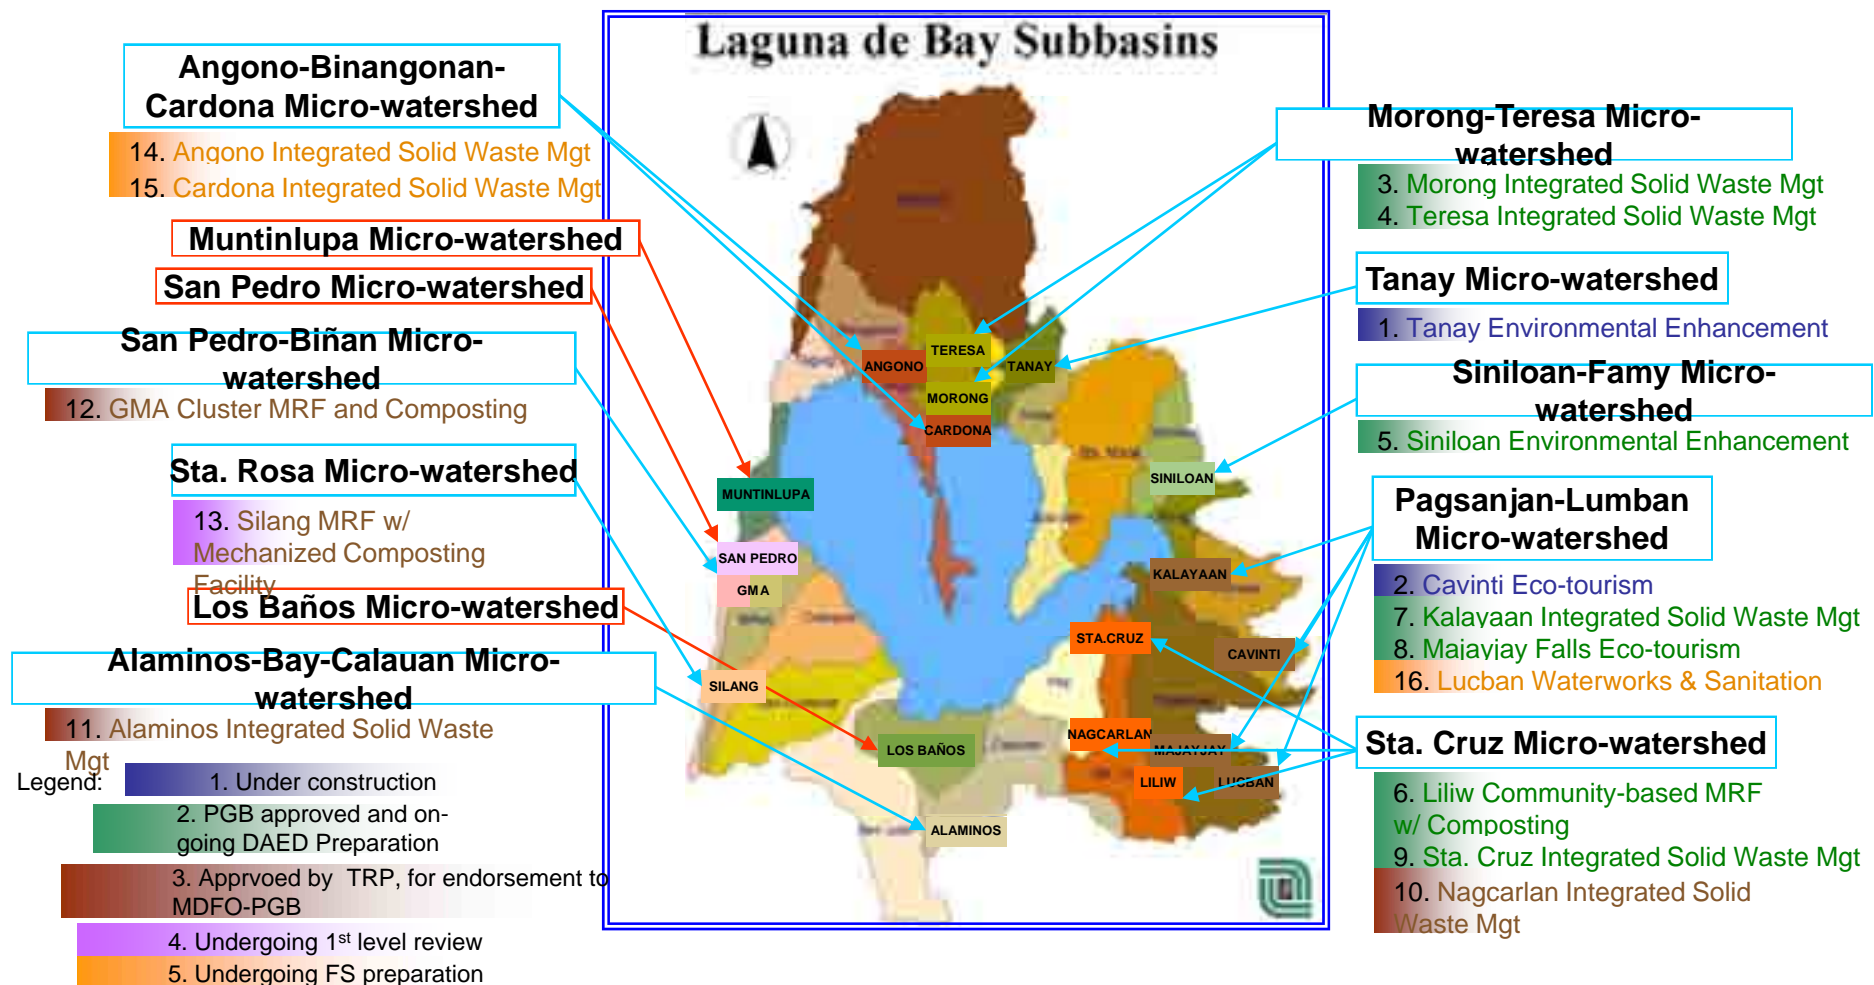 Laguna de Bay Subbasins
Angono-Binangonan-
Cardona Micro-watershed
14. Angono Integrated Solid Waste Mgt
15. Cardona Integrated Solid Waste Mgt
Muntinlupa Micro-watershed
San Pedro Micro-watershed
San Pedro-Biñan Micro-
watershed
12. GMA Cluster MRF and Composting
Sta. Rosa Micro-watershed
13. Silang MRF w/
Mechanized Composting
Facility
Los Baños Micro-watershed
Alaminos-Bay-Calauan Micro-
watershed
11. Alaminos Integrated Solid Waste
Mgt
Legend:
1. Under construction
2. PGB approved and on-
going DAED Preparation
3. Apprvoed by TRP, for endorsement to
MDFO-PGB
4. Undergoing 1st level review
5. Undergoing FS preparation
TERESA
ANGONO
TANAY
MORONG
CARDONA
MUNTINLUPA
SINILOAN
SAN PEDRO
GMA
KALAYAAN
STA.CRUZ
CAVINTI
SILANG
NAGCARLAN
LOS BAÑOS
MAJAYJAY
LILIW
LUCBAN
ALAMINOS
Morong-Teresa Micro-
watershed
3. Morong Integrated Solid Waste Mgt
4. Teresa Integrated Solid Waste Mgt
Tanay Micro-watershed
1. Tanay Environmental Enhancement
Siniloan-Famy Micro-
watershed
5. Siniloan Environmental Enhancement
Pagsanjan-Lumban
Micro-watershed
2. Cavinti Eco-tourism
7. Kalayaan Integrated Solid Waste Mgt
8. Majayjay Falls Eco-tourism
16. Lucban Waterworks & Sanitation
Sta. Cruz Micro-watershed
6. Liliw Community-based MRF
w/ Composting
9. Sta. Cruz Integrated Solid Waste Mgt
10. Nagcarlan Integrated Solid
Waste Mgt